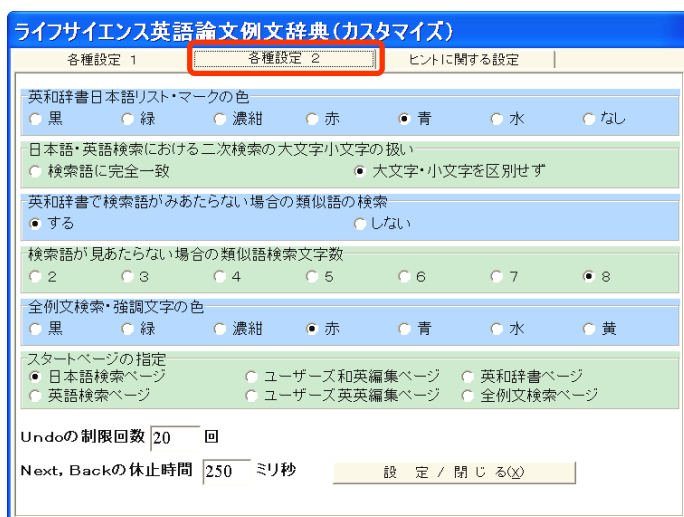 ライフサイエンス英語論文例文辞典(カスタマイズ)
各種設定 1 各種設定 2 ヒントに関する設定
英和辞書日本語リスト・マークの色
黒 緑 濃紺 赤 青 水 なし
日本語・英語検索における二次検索の大文字小文字の扱い
検索語に完全一致 大文字・小文字を区別せず
英和辞書で検索語がみあたらない場合の類似語の検索
する しない
検索語が見あたらない場合の類似語検索文字数
2 3 4 5 6 7 8
全例文検索・強調文字の色
黒 緑 濃紺 赤 青 水 黄
スタートページの指定
日本語検索ページ ユーザーズ和英編集ページ 英和辞書ページ
英語検索ページ ユーザーズ英英編集ページ 全例文検索ページ
Undoの制限回数 20 回
Next, Backの休止時間 250 ミリ秒 設 定 / 閉 じ る(X)